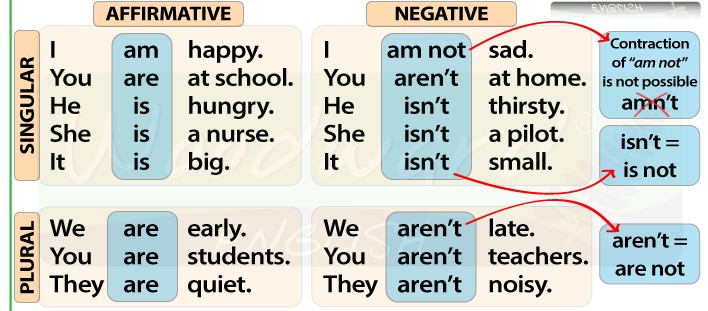 AFFIRMATIVE
NEGATIVE
ENGLISH
SINGULAR
I am happy.
You are at school.
He is hungry.
She is a nurse.
It is big.
I am not sad.
You aren't at home.
He isn't thirsty.
She isn't a pilot.
It isn't small.
Contraction
of "am not"
is not possible
amn't
isn't =
is not
PLURAL
We are early.
You are students.
They are quiet.
We aren't late.
You aren't teachers.
They aren't noisy.
aren't =
are not
Woodward®
ENGLISH